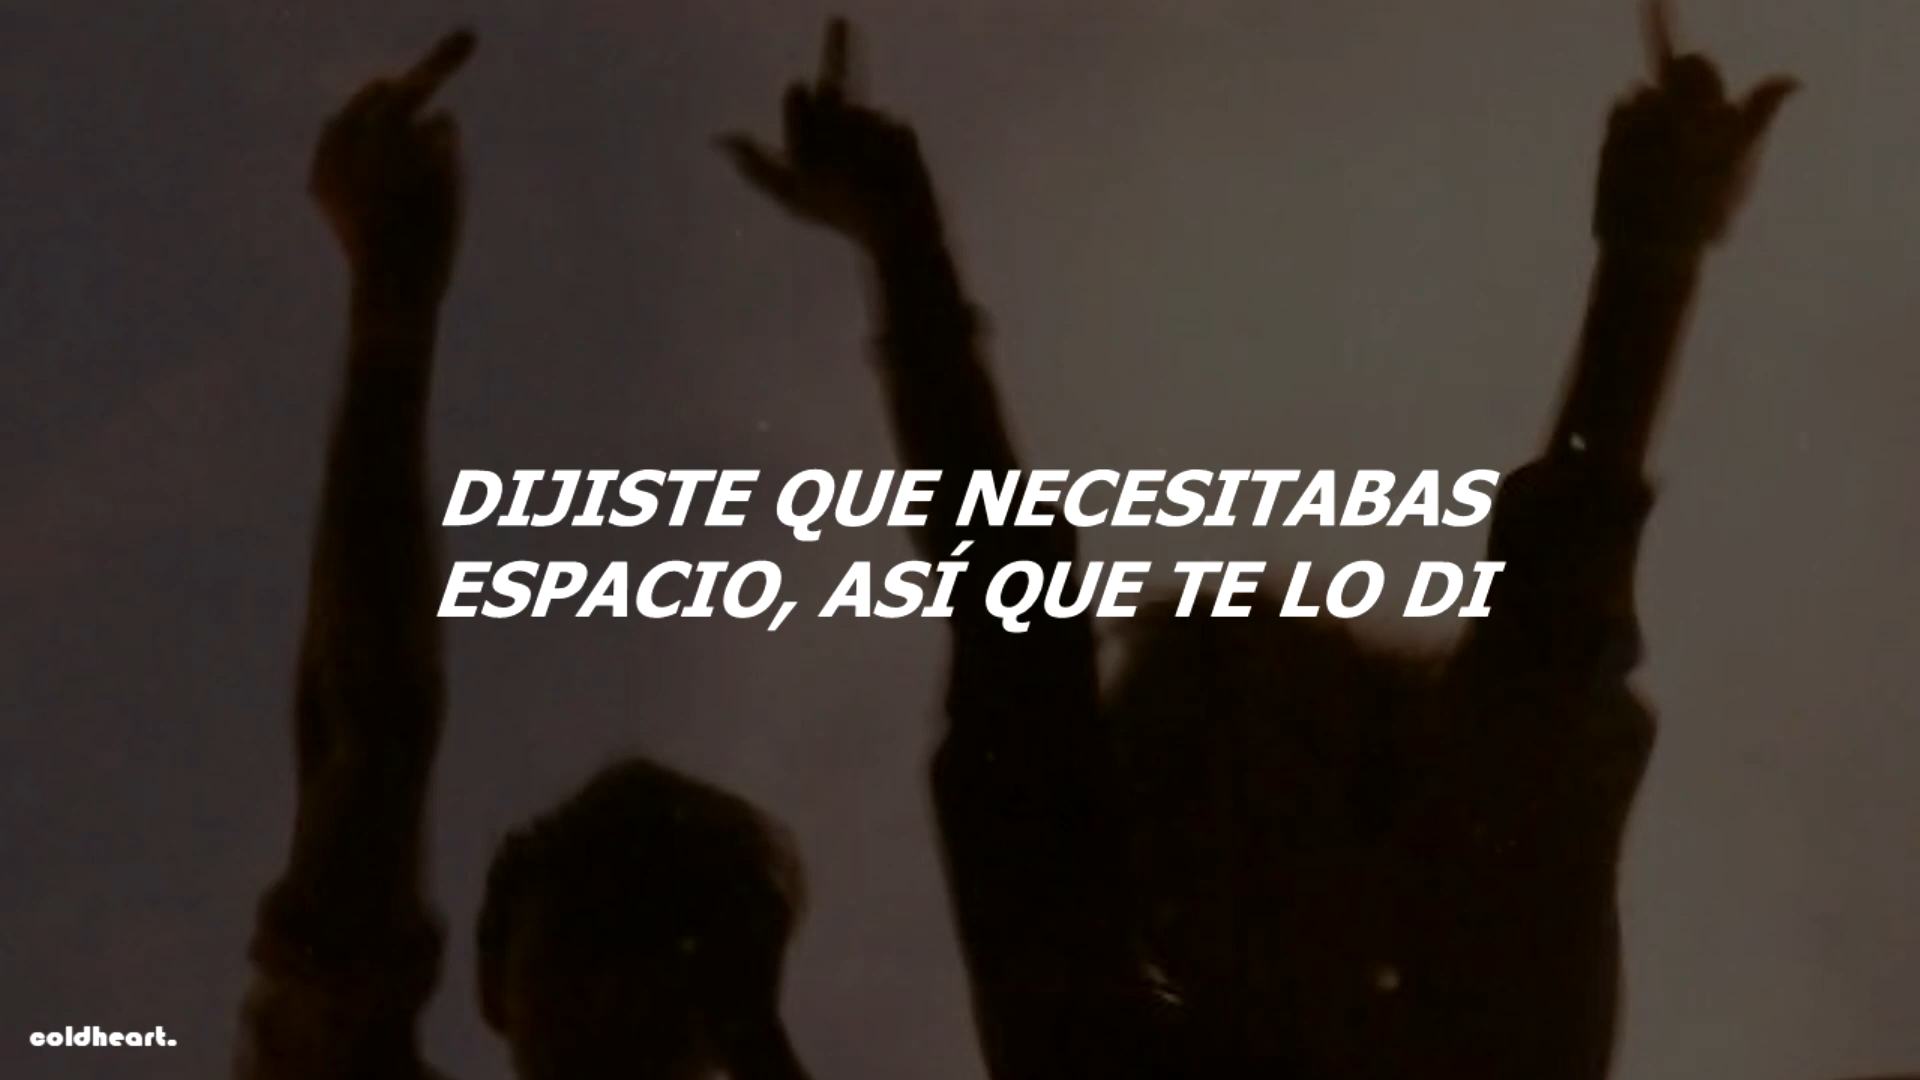 DIJISTE QUE NECESITABAS
ESPACIO, ASÍ QUE TE LO DI
coldheart.